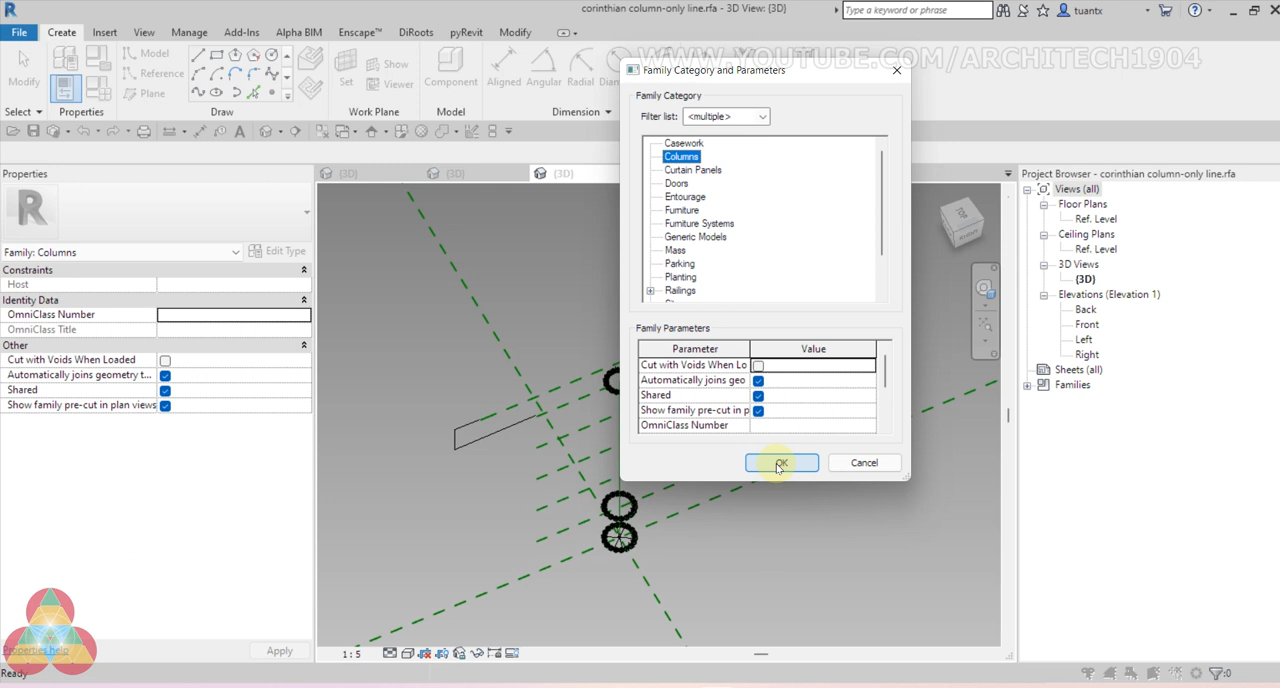 corinthian column-only line.rfa - 3D View: {3D}
Type a keyword or phrase
tuantx
File Create Insert View Manage Add-Ins Alpha BIM Enscape™ DiRoots pyRevit Modify
WWW.YOUTUBE.COM/ARCHITECH1904
Modify
Model
Reference
Plane
Set
Show
Viewer
Component
Aligned Angular Radial
Select
Properties
Draw
Work Plane
Model
Dimension
Properties
Family: Columns
Edit Type
Constraints
Host
Identity Data
OmniClass Number
OmniClass Title
Other
Cut with Voids When Loaded
Automatically joins geometry t...
Shared
Show family pre-cut in plan views
Properties help
Apply
Ready
{3D}
{3D}
{3D}
TOP
1:5
Family Category and Parameters
Family Category
Filter list: <multiple>
Casework
Columns
Curtain Panels
Doors
Entourage
Furniture
Furniture Systems
Generic Models
Mass
Parking
Planting
Railings
Family Parameters
Parameter Value
Cut with Voids When Lo
Automatically joins geo
Shared
Show family pre-cut in p
OmniClass Number
OK
Cancel
Project Browser - corinthian column-only line.rfa
Views (all)
Floor Plans
Ref. Level
Ceiling Plans
Ref. Level
3D Views
{3D}
Elevations (Elevation 1)
Back
Front
Left
Right
Sheets (all)
Families
:0